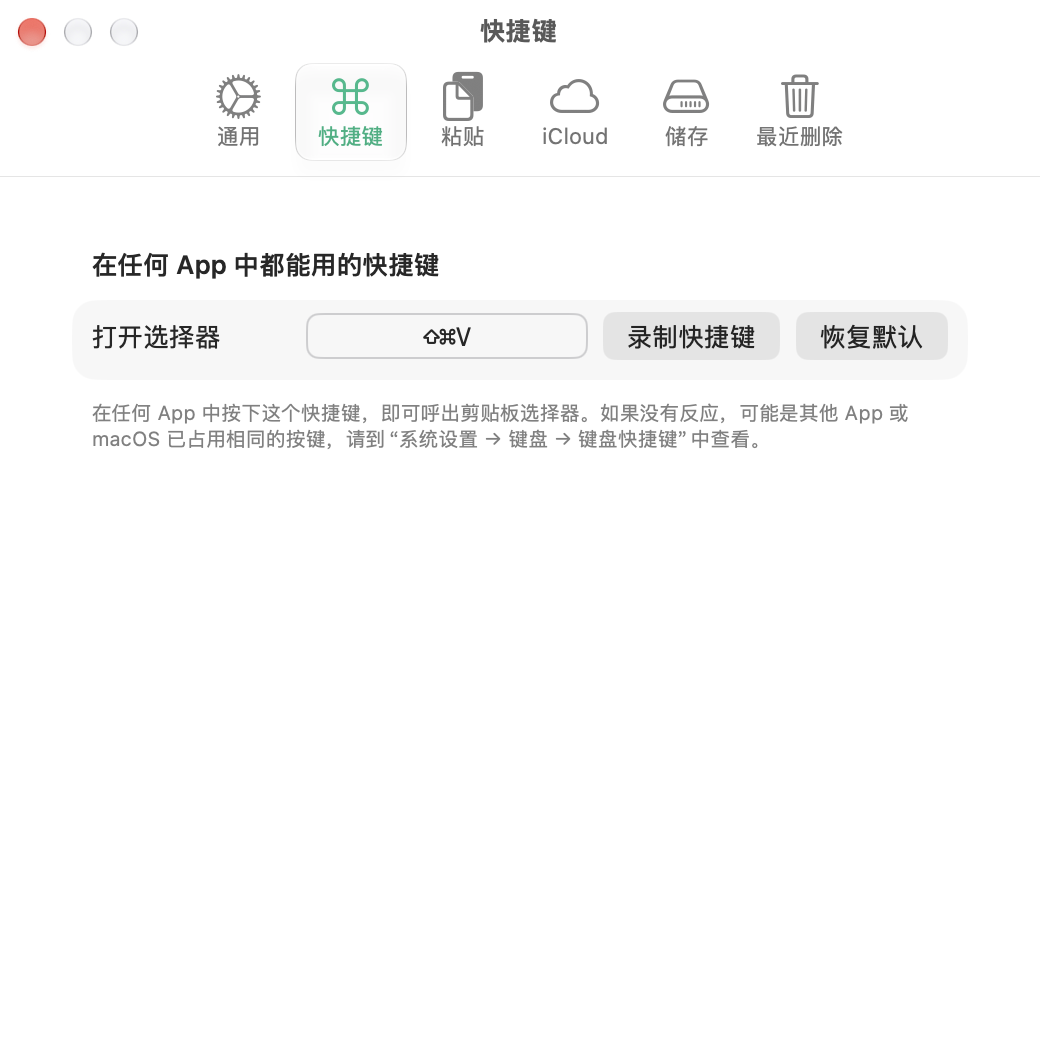 快捷键
通用
快捷键
粘贴
iCloud
储存
最近删除
在任何 App 中都能用的快捷键
打开选择器
⇧⌘V
录制快捷键
恢复默认
在任何 App 中按下这个快捷键，即可呼出剪贴板选择器。如果没有反应，可能是其他 App 或
macOS 已占用相同的按键，请到“系统设置 → 键盘 → 键盘快捷键”中查看。